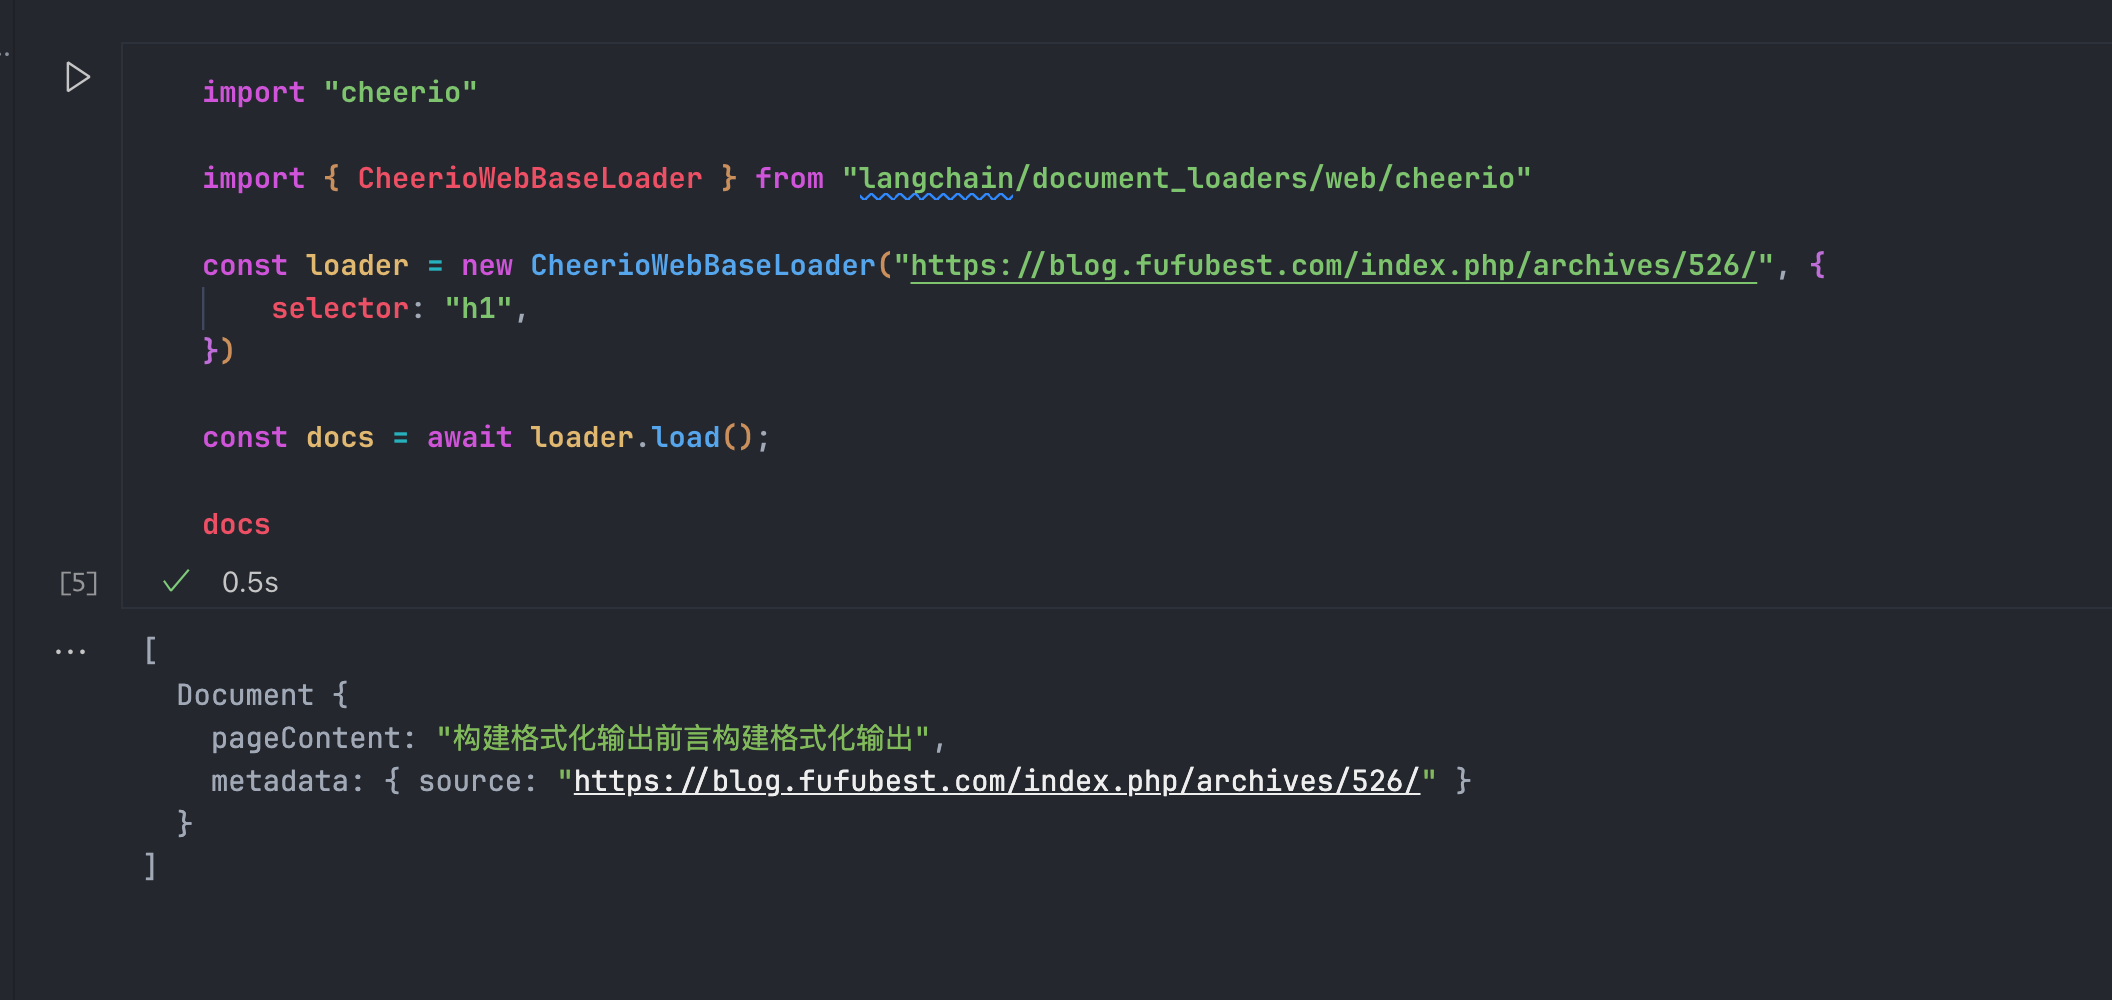 import "cheerio"
import { CheerioWebBaseLoader } from "langchain/document_loaders/web/cheerio"
const loader = new CheerioWebBaseLoader("https://blog.fufubest.com/index.php/archives/526/", {
selector: "h1",
})
const docs = await loader.load();
docs
[5] 0.5s
[
Document {
pageContent: "构建格式化输出前言构建格式化输出",
metadata: { source: "https://blog.fufubest.com/index.php/archives/526/" }
}
]